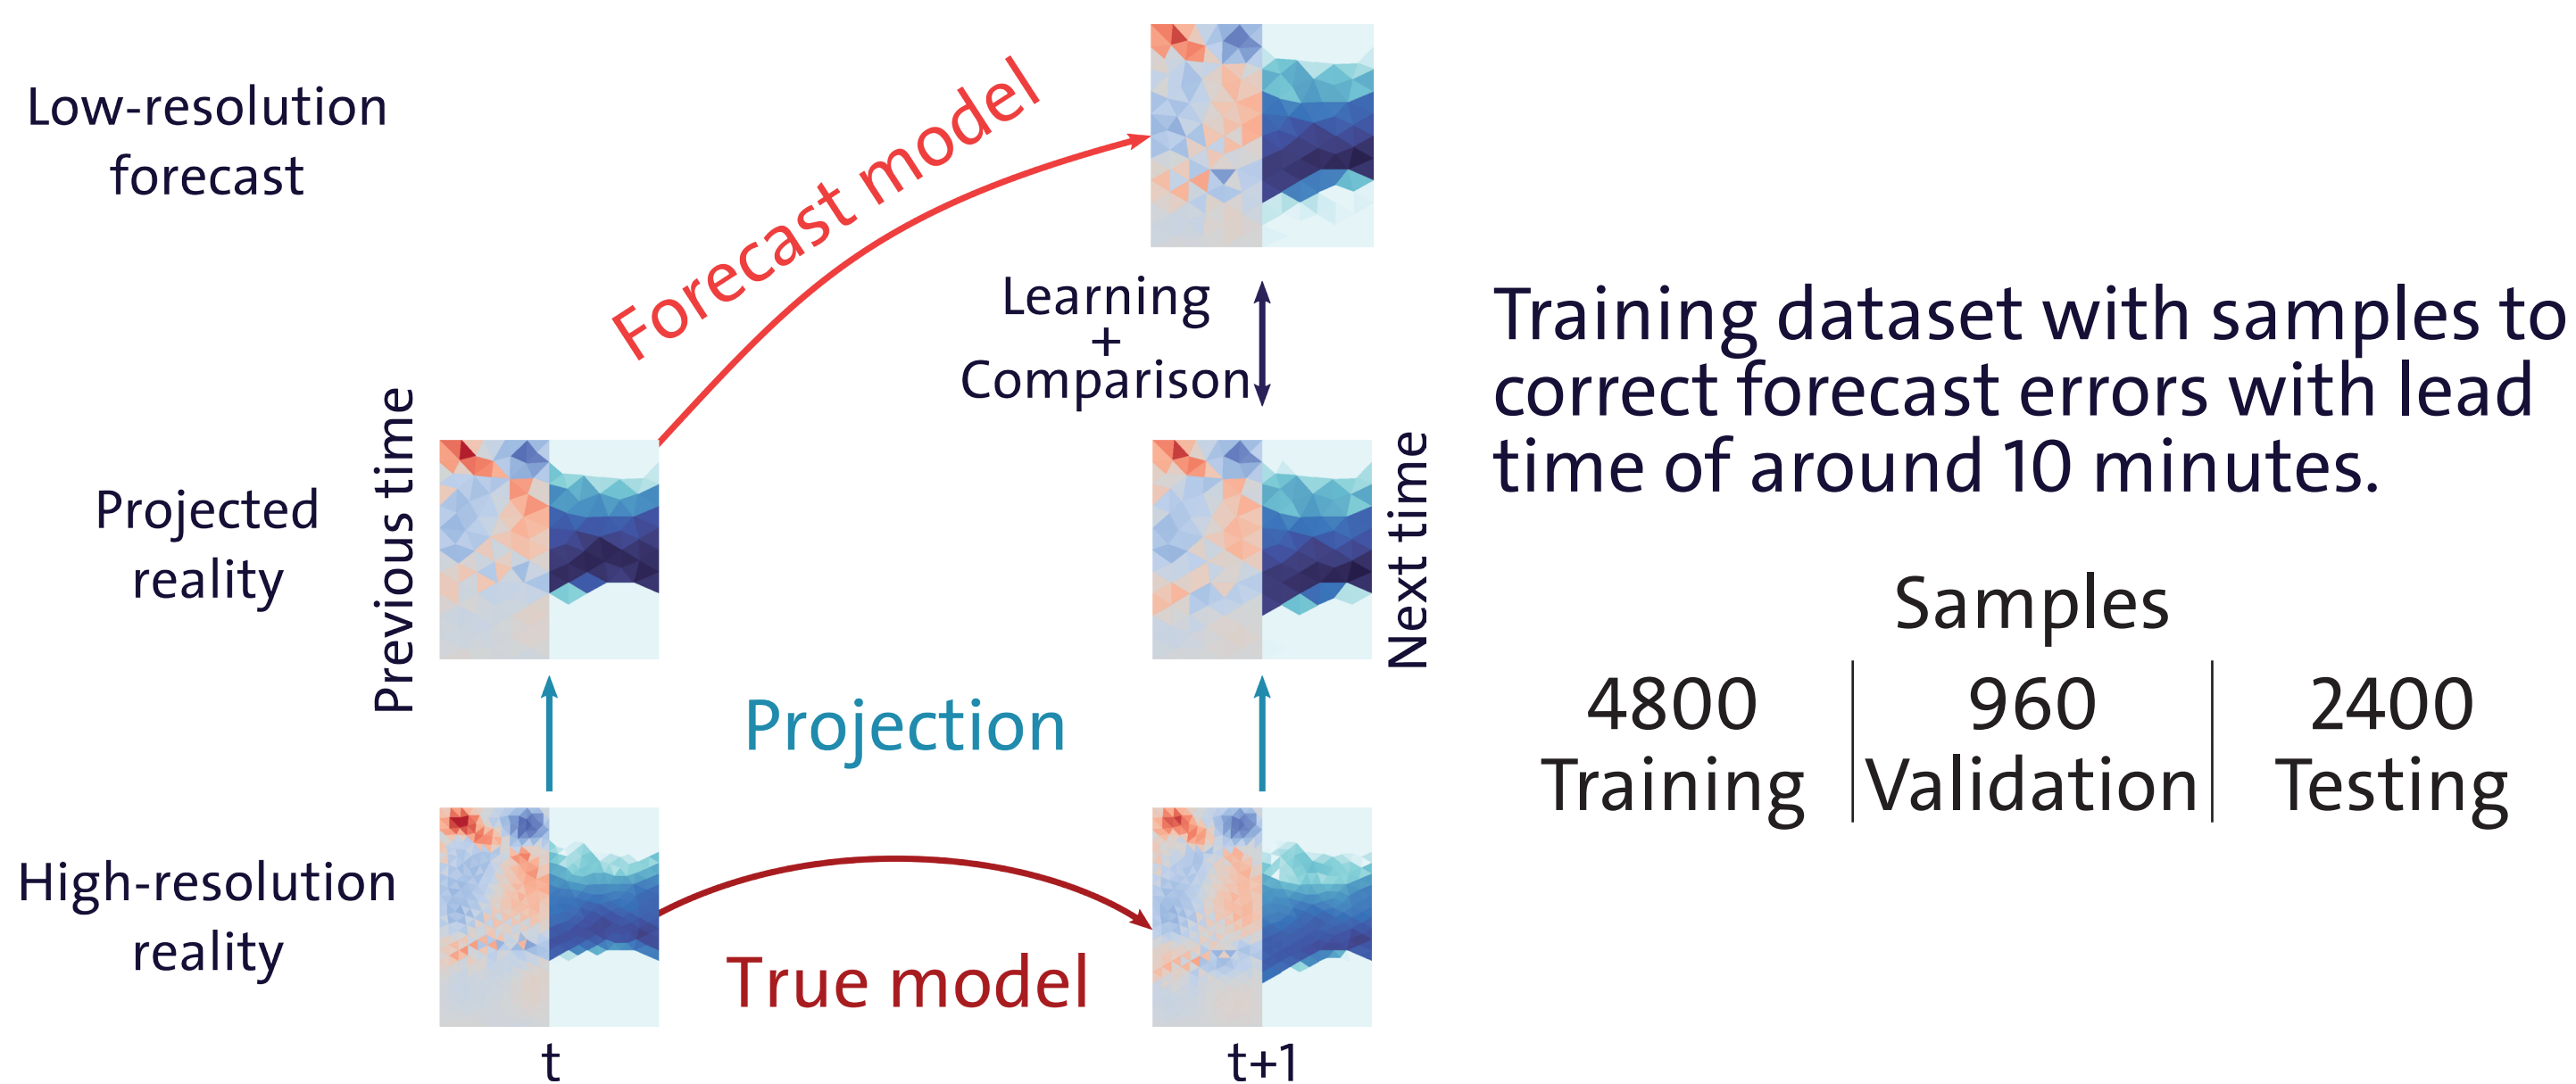 Low-resolution
forecast
Forecast model
Learning
+
Comparison
Projected
reality
Previous time
Next time
Projection
High-resolution
reality
True model
t
t+1
Training dataset with samples to
correct forecast errors with lead
time of around 10 minutes.
Samples
4800 960 2400
Training Validation Testing